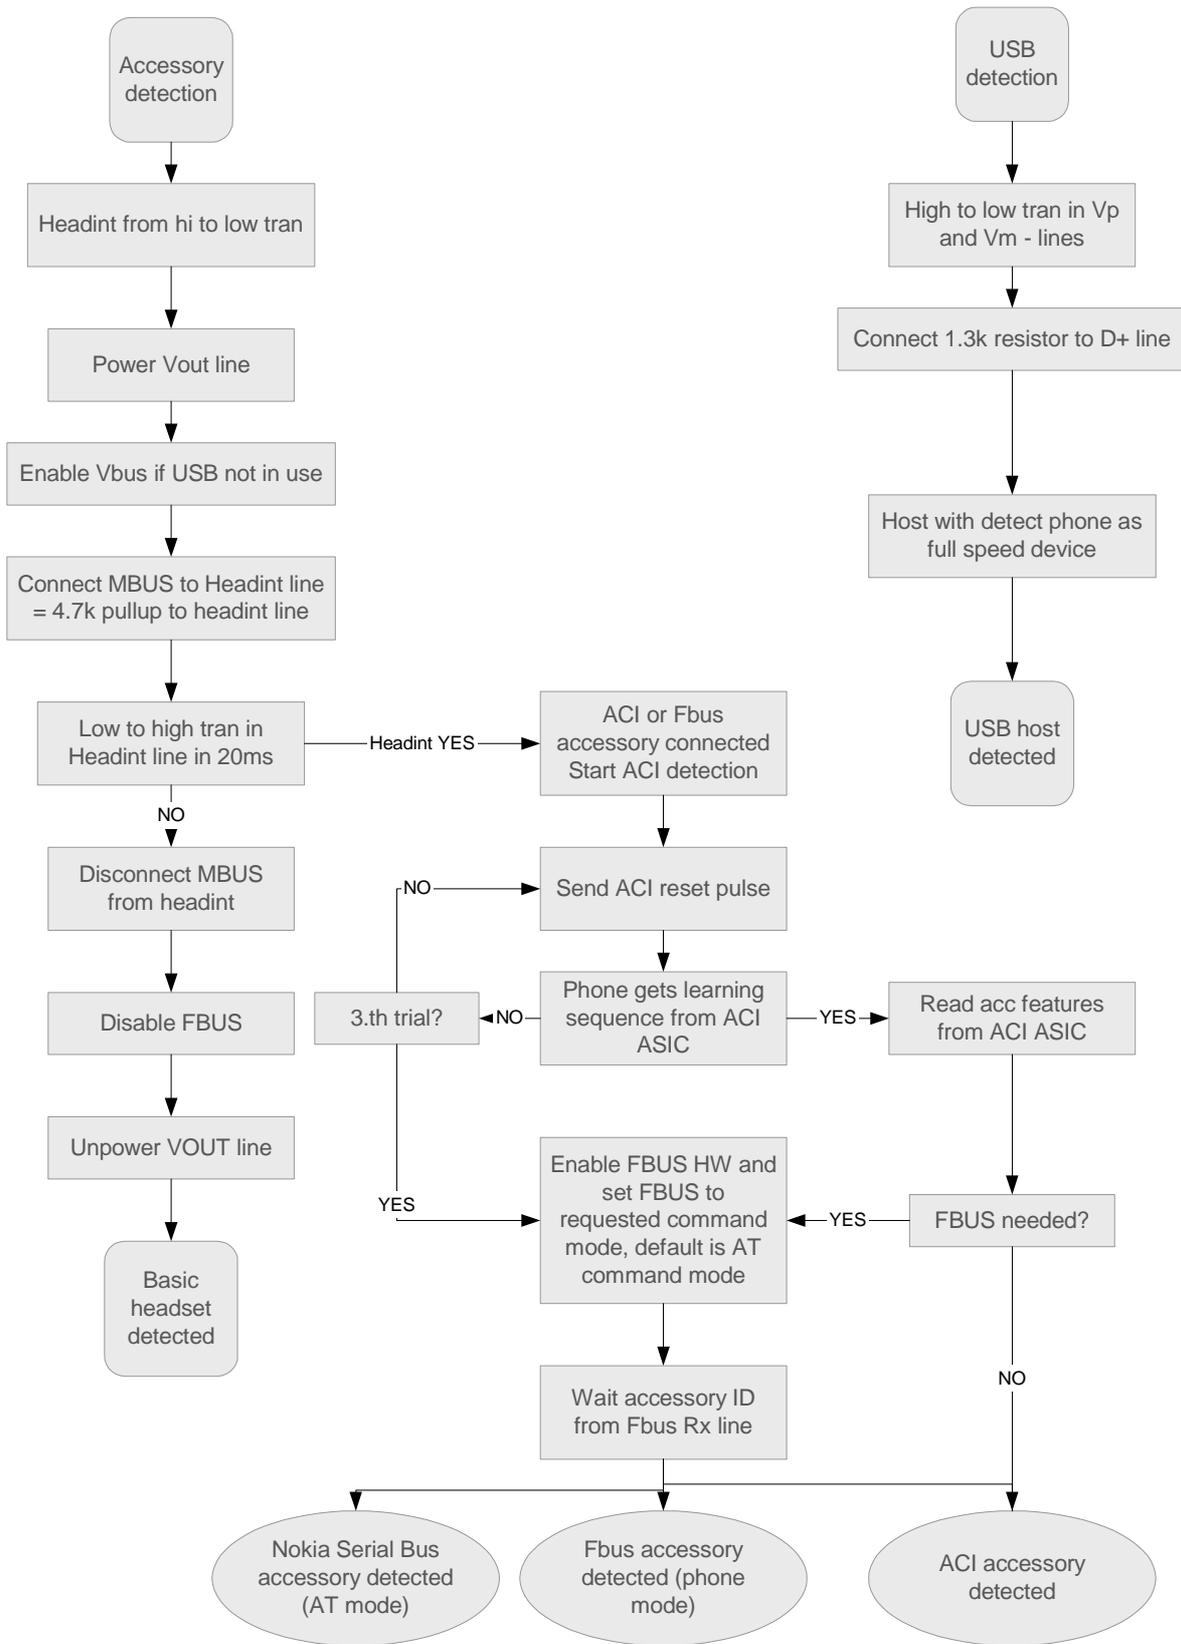 Accessory
detection
USB
detection
Headint from hi to low tran
High to low tran in Vp
and Vm - lines
Power Vout line
Connect 1.3k resistor to D+ line
Enable Vbus if USB not in use
Host with detect phone as
full speed device
Connect MBUS to Headint line
= 4.7k pullup to headint line
Low to high tran in
Headint line in 20ms
Headint YES
ACI or Fbus
accessory connected
Start ACI detection
USB host
detected
NO
Disconnect MBUS
from headint
NO
Send ACI reset pulse
Disable FBUS
3.th trial?
NO
Phone gets learning
sequence from ACI
ASIC
YES
Read acc features
from ACI ASIC
Unpower VOUT line
YES
Enable FBUS HW and
set FBUS to
requested command
mode, default is AT
command mode
YES
FBUS needed?
Basic
headset
detected
Wait accessory ID
from Fbus Rx line
NO
Nokia Serial Bus
accessory detected
(AT mode)
Fbus accessory
detected (phone
mode)
ACI accessory
detected